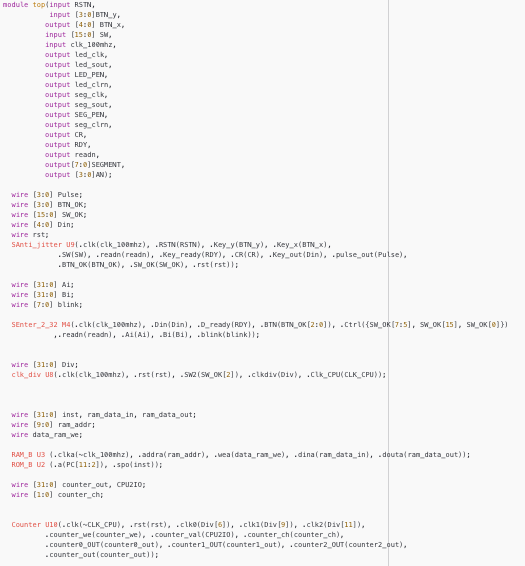 module top(input RSTN,
input [3:0]BTN_y,
output [4:0] BTN_x,
input [15:0] SW,
input clk_100mhz,
output led_clk,
output led_sout,
output LED_PEN,
output led_clrn,
output seg_clk,
output seg_sout,
output SEG_PEN,
output seg_clrn,
output CR,
output RDY,
output readn,
output[7:0]SEGMENT,
output [3:0]AN);
wire [3:0] Pulse;
wire [3:0] BTN_OK;
wire [15:0] SW_OK;
wire [4:0] Din;
wire rst;
SAnti_jitter U9(.clk(clk_100mhz), .RSTN(RSTN), .Key_y(BTN_y), .Key_x(BTN_x),
.SW(SW), .readn(readn), .Key_ready(RDY), .CR(CR), .Key_out(Din), .pulse_out(Pulse),
.BTN_OK(BTN_OK), .SW_OK(SW_OK), .rst(rst));
wire [31:0] Ai;
wire [31:0] Bi;
wire [7:0] blink;
SEnter_2_32 M4(.clk(clk_100mhz), .Din(Din), .D_ready(RDY), .BTN(BTN_OK[2:0]), .Ctrl({SW_OK[7:5], SW_OK[15], SW_OK[0]})
,.readn(readn), .Ai(Ai), .Bi(Bi), .blink(blink));
wire [31:0] Div;
clk_div U8(.clk(clk_100mhz), .rst(rst), .SW2(SW_OK[2]), .clkdiv(Div), .Clk_CPU(CLK_CPU));
wire [31:0] inst, ram_data_in, ram_data_out;
wire [9:0] ram_addr;
wire data_ram_we;
RAM_B U3 (.clka(~clk_100mhz), .addra(ram_addr), .wea(data_ram_we), .dina(ram_data_in), .douta(ram_data_out));
ROM_B U2 (.a(PC[11:2]), .spo(inst));
wire [31:0] counter_out, CPU2IO;
wire [1:0] counter_ch;
Counter U10(.clk(~CLK_CPU), .rst(rst), .clk0(Div[6]), .clk1(Div[9]), .clk2(Div[11]),
.counter_we(counter_we), .counter_val(CPU2IO), .counter_ch(counter_ch),
.counter0_OUT(counter0_out), .counter1_OUT(counter1_out), .counter2_OUT(counter2_out),
.counter_out(counter_out));